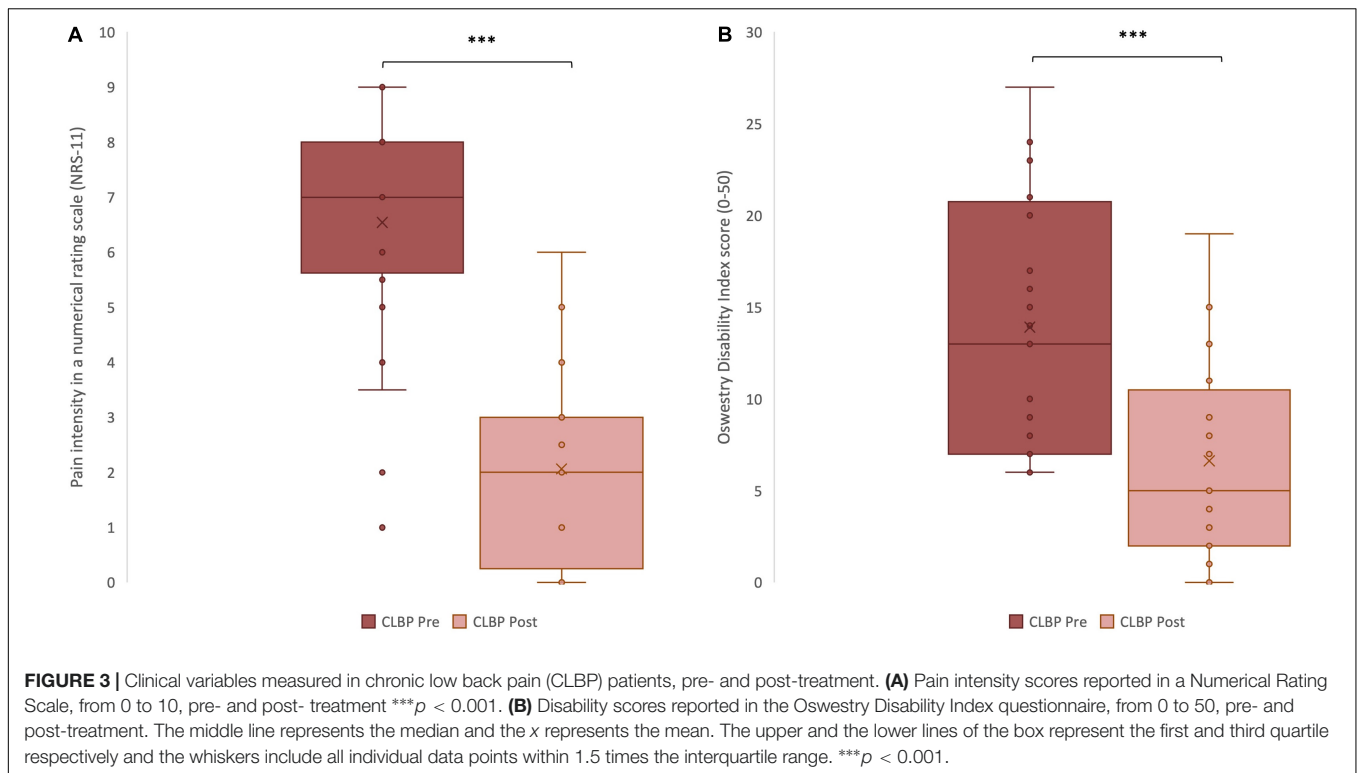 A
10
9
8
7
6
5
4
3
2
1
0
Pain intensity in a numerical rating scale (NRS-11)
***
CLBP Pre CLBP Post
B
30
25
20
15
10
5
0
Oswestry Disability Index score (0-50)
***
CLBP Pre CLBP Post
FIGURE 3 | Clinical variables measured in chronic low back pain (CLBP) patients, pre- and post-treatment. (A) Pain intensity scores reported in a Numerical Rating
Scale, from 0 to 10, pre- and post- treatment ***p < 0.001. (B) Disability scores reported in the Oswestry Disability Index questionnaire, from 0 to 50, pre- and
post-treatment. The middle line represents the median and the x represents the mean. The upper and the lower lines of the box represent the first and third quartile
respectively and the whiskers include all individual data points within 1.5 times the interquartile range. ***p < 0.001.